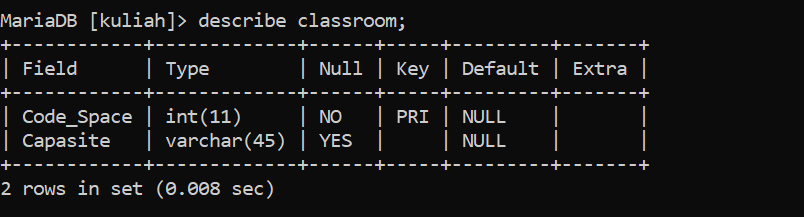 MariaDB [kuliah]> describe classroom;
+------------+-------------+------+-----+---------+-------+
| Field      | Type        | Null | Key | Default | Extra |
+------------+-------------+------+-----+---------+-------+
| Code_Space | int(11)     | NO   | PRI | NULL    |       |
| Capasite   | varchar(45) | YES  |     | NULL    |       |
+------------+-------------+------+-----+---------+-------+
2 rows in set (0.008 sec)